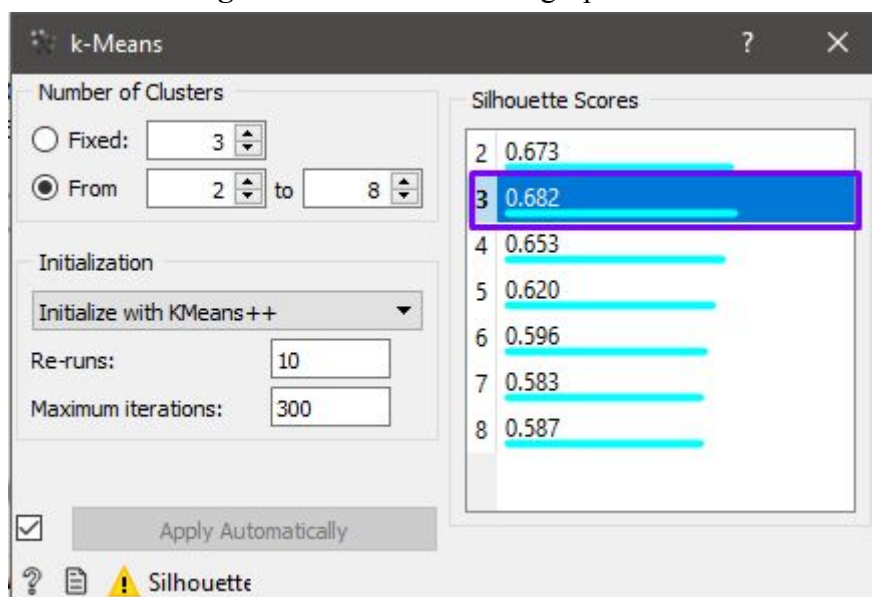 k-Means ? ×
Number of Clusters
Fixed: 3
From 2 to 8
Initialization
Initialize with KMeans++
Re-runs: 10
Maximum iterations: 300
Apply Automatically
? Silhouette
Silhouette Scores
2 0.673
3 0.682
4 0.653
5 0.620
6 0.596
7 0.583
8 0.587